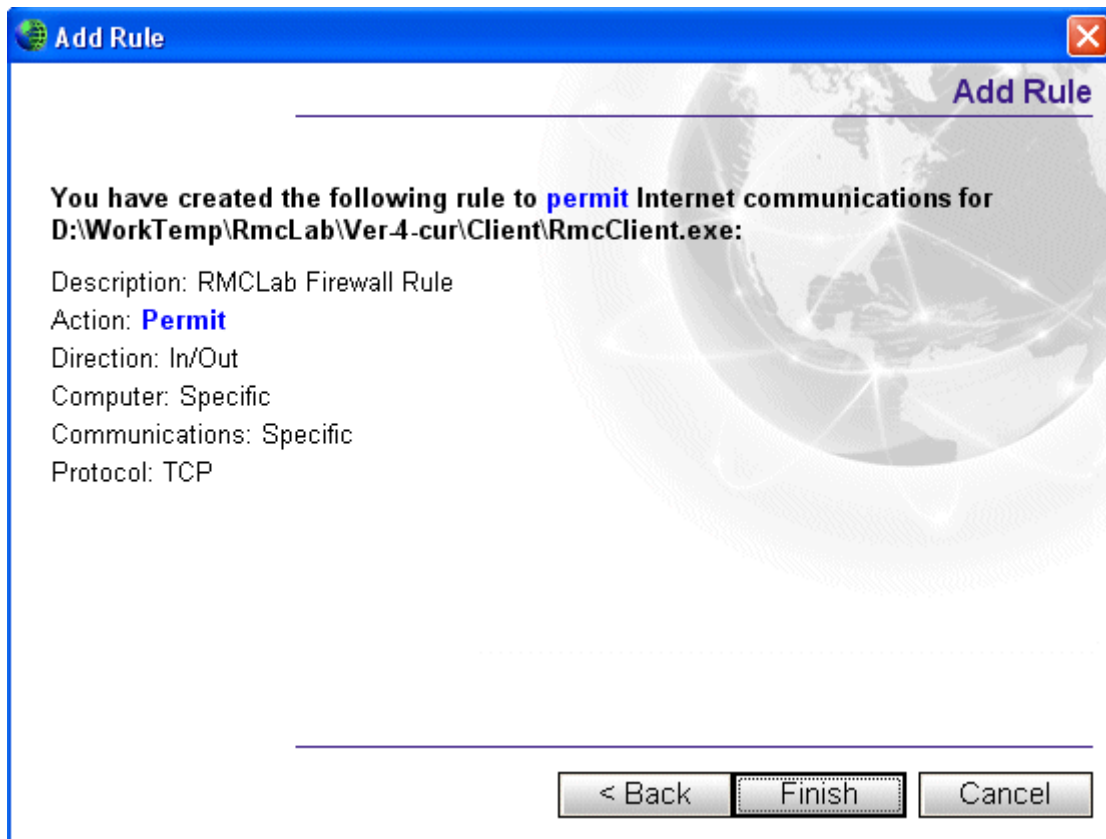 Add Rule
Add Rule
You have created the following rule to permit Internet communications for
D:\WorkTemp\RmcLab\Ver-4-cur\Client\RmcClient.exe:
Description: RMCLab Firewall Rule
Action: Permit
Direction: In/Out
Computer: Specific
Communications: Specific
Protocol: TCP
< Back Finish Cancel